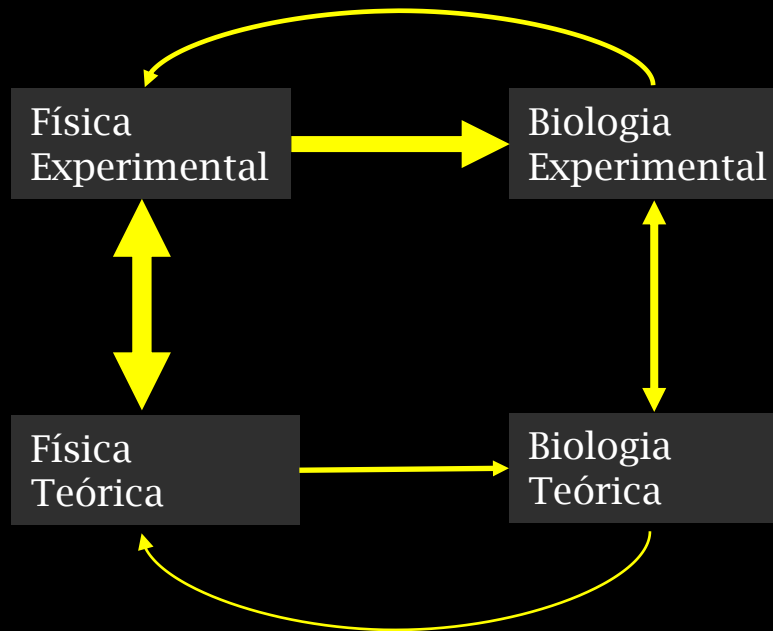 Física
Experimental
Biologia
Experimental
Física
Teórica
Biologia
Teórica